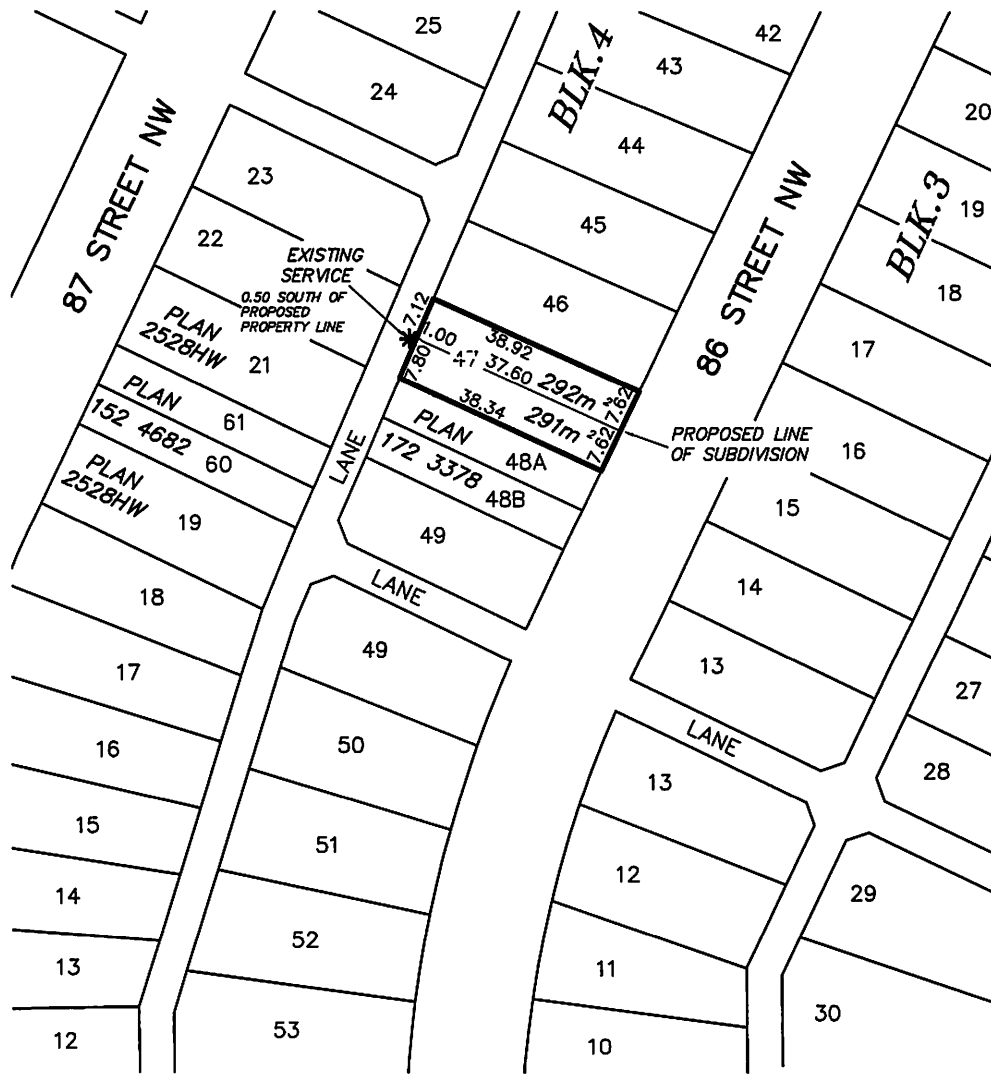 25
42
BLK.4
43
24
20
87 STREET NW
44
23
86 STREET NW
BLK.3
19
22
45
EXISTING
SERVICE
0.50 SOUTH OF
PROPOSED
PROPERTY LINE
18
46
7.12
PLAN
2528HW
21
1.00
38.92
17
47
37.60
292m²
7.62
7.80
38.34
291m²
7.62
PLAN
152 4682
61
60
PLAN
172 3378
48A
48B
PROPOSED LINE
OF SUBDIVISION
16
LANE
PLAN
2528HW
19
15
49
18
LANE
14
49
13
17
27
50
LANE
16
28
13
15
51
12
14
29
52
13
11
30
53
12
10